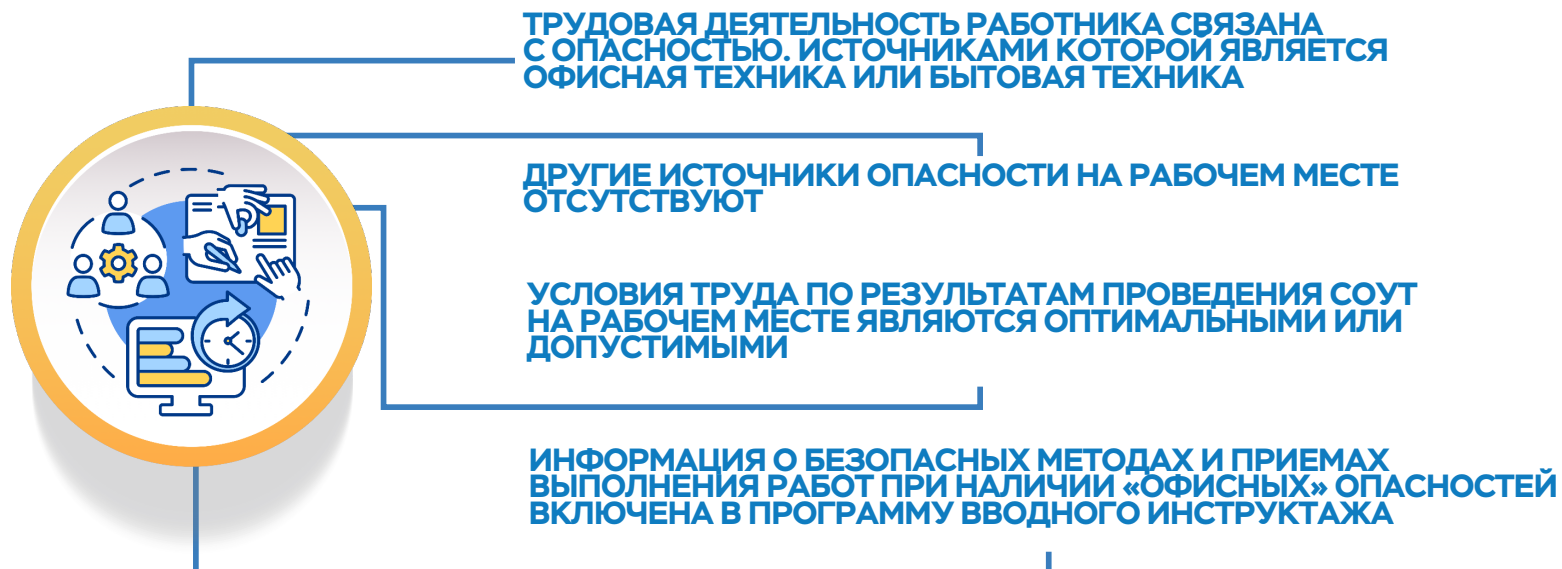 ТРУДОВАЯ ДЕЯТЕЛЬНОСТЬ РАБОТНИКА СВЯЗАНА
С ОПАСНОСТЬЮ. ИСТОЧНИКАМИ КОТОРОЙ ЯВЛЯЕТСЯ
ОФИСНАЯ ТЕХНИКА ИЛИ БЫТОВАЯ ТЕХНИКА
ДРУГИЕ ИСТОЧНИКИ ОПАСНОСТИ НА РАБОЧЕМ МЕСТЕ
ОТСУТСТВУЮТ
УСЛОВИЯ ТРУДА ПО РЕЗУЛЬТАТАМ ПРОВЕДЕНИЯ СОУТ
НА РАБОЧЕМ МЕСТЕ ЯВЛЯЮТСЯ ОПТИМАЛЬНЫМИ ИЛИ
ДОПУСТИМЫМИ
ИНФОРМАЦИЯ О БЕЗОПАСНЫХ МЕТОДАХ И ПРИЕМАХ
ВЫПОЛНЕНИЯ РАБОТ ПРИ НАЛИЧИИ «ОФИСНЫХ» ОПАСНОСТЕЙ
ВКЛЮЧЕНА В ПРОГРАММУ ВВОДНОГО ИНСТРУКТАЖА